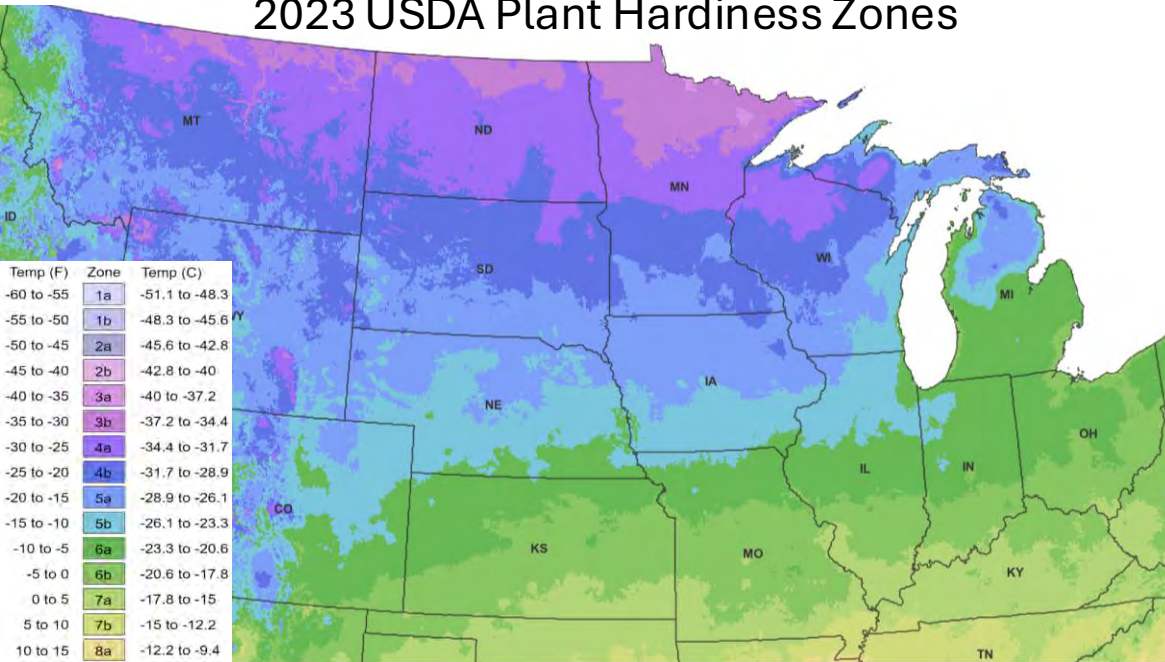 2023 USDA Plant Hardiness Zones
MT
ND
MN
ID
SD
WI
MI
WY
IA
NE
OH
IL
IN
CO
KS
MO
KY
TN
Temp (F) Zone Temp (C)
-60 to -55 1a -51.1 to -48.3
-55 to -50 1b -48.3 to -45.6
-50 to -45 2a -45.6 to -42.8
-45 to -40 2b -42.8 to -40
-40 to -35 3a -40 to -37.2
-35 to -30 3b -37.2 to -34.4
-30 to -25 4a -34.4 to -31.7
-25 to -20 4b -31.7 to -28.9
-20 to -15 5a -28.9 to -26.1
-15 to -10 5b -26.1 to -23.3
-10 to -5 6a -23.3 to -20.6
-5 to 0 6b -20.6 to -17.8
0 to 5 7a -17.8 to -15
5 to 10 7b -15 to -12.2
10 to 15 8a -12.2 to -9.4